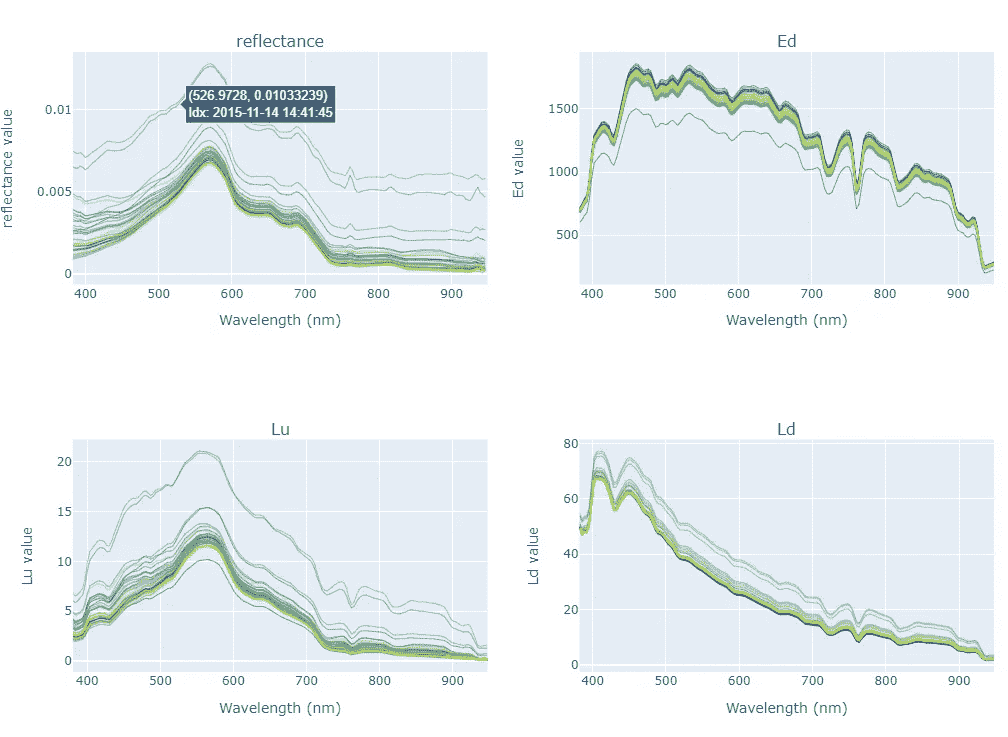 reflectance
reflectance value
0.01
0.005
0
(526.9728, 0.01033239)
Idx: 2015-11-14 14:41:45
400 500 600 700 800 900
Wavelength (nm)
Ed
Ed value
1500
1000
500
400 500 600 700 800 900
Wavelength (nm)
Lu
Lu value
20
15
10
5
0
400 500 600 700 800 900
Wavelength (nm)
Ld
Ld value
80
60
40
20
0
400 500 600 700 800 900
Wavelength (nm)